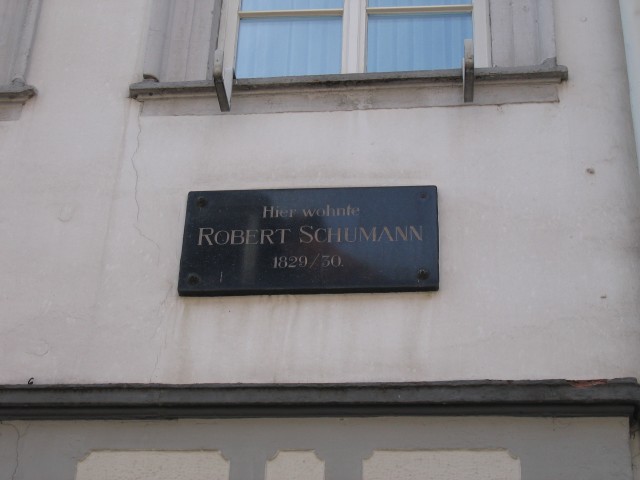 Hier wohnte
ROBERT SCHUMANN
1829/30.